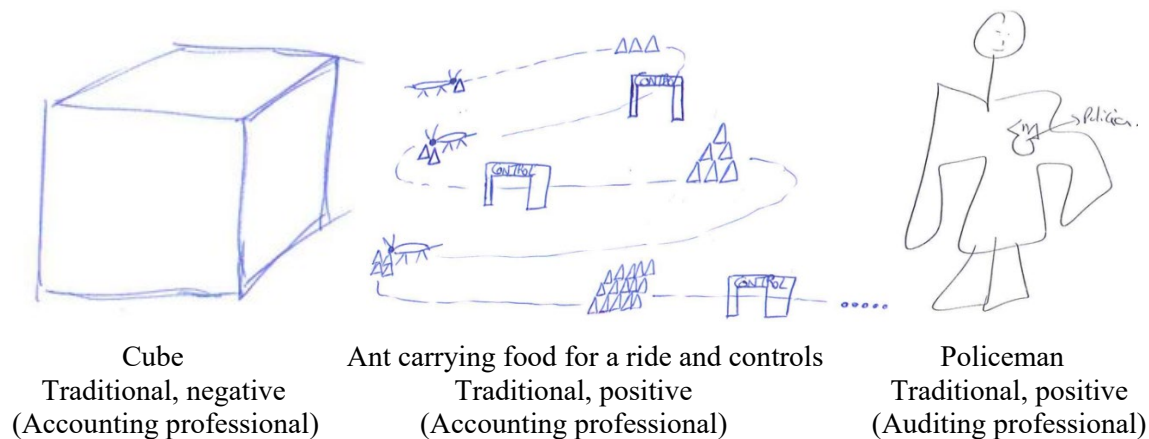 CONTROL
CONTROL
CONTROL
Cube
Traditional, negative
(Accounting professional)
Ant carrying food for a ride and controls
Traditional, positive
(Accounting professional)
Policeman
Traditional, positive
(Auditing professional)